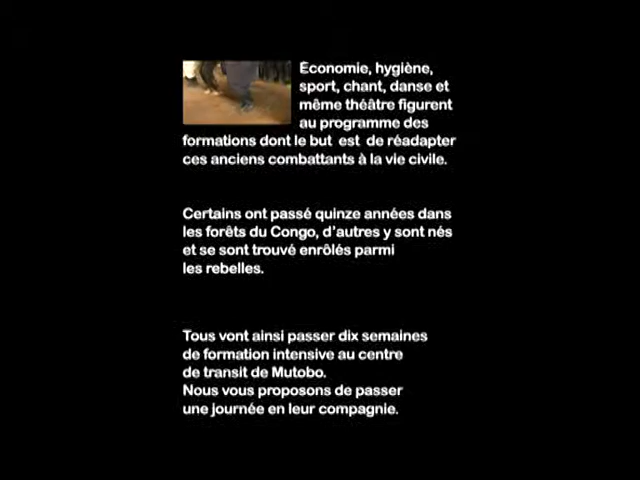 Économie, hygiène,
sport, chant, danse et
même théâtre figurent
au programme des
formations dont le but est de réadapter
ces anciens combattants à la vie civile.
Certains ont passé quinze années dans
les forêts du Congo, d'autres y sont nés
et se sont trouvé enrôlés parmi
les rebelles.
Tous vont ainsi passer dix semaines
de formation intensive au centre
de transit de Mutobo.
Nous vous proposons de passer
une journée en leur compagnie.